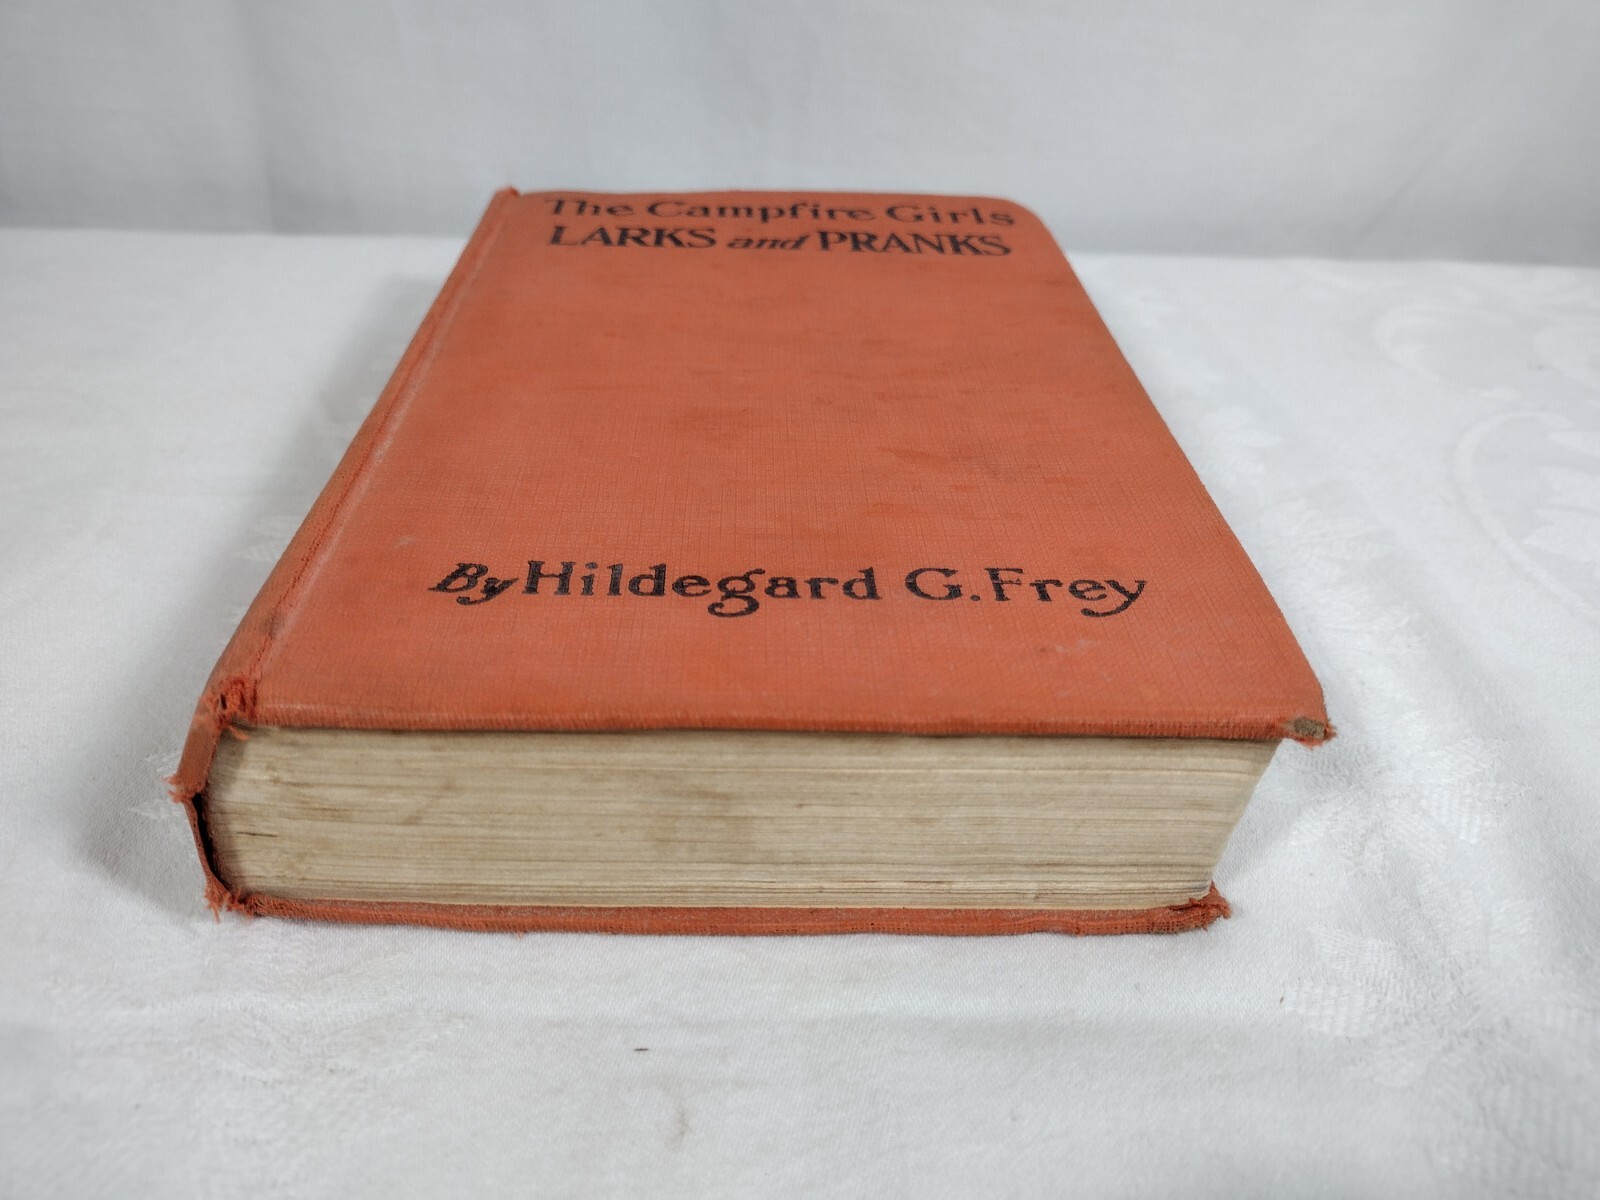 The Campfire Girls
LARKS and PRANKS
By Hildegard G. Frey